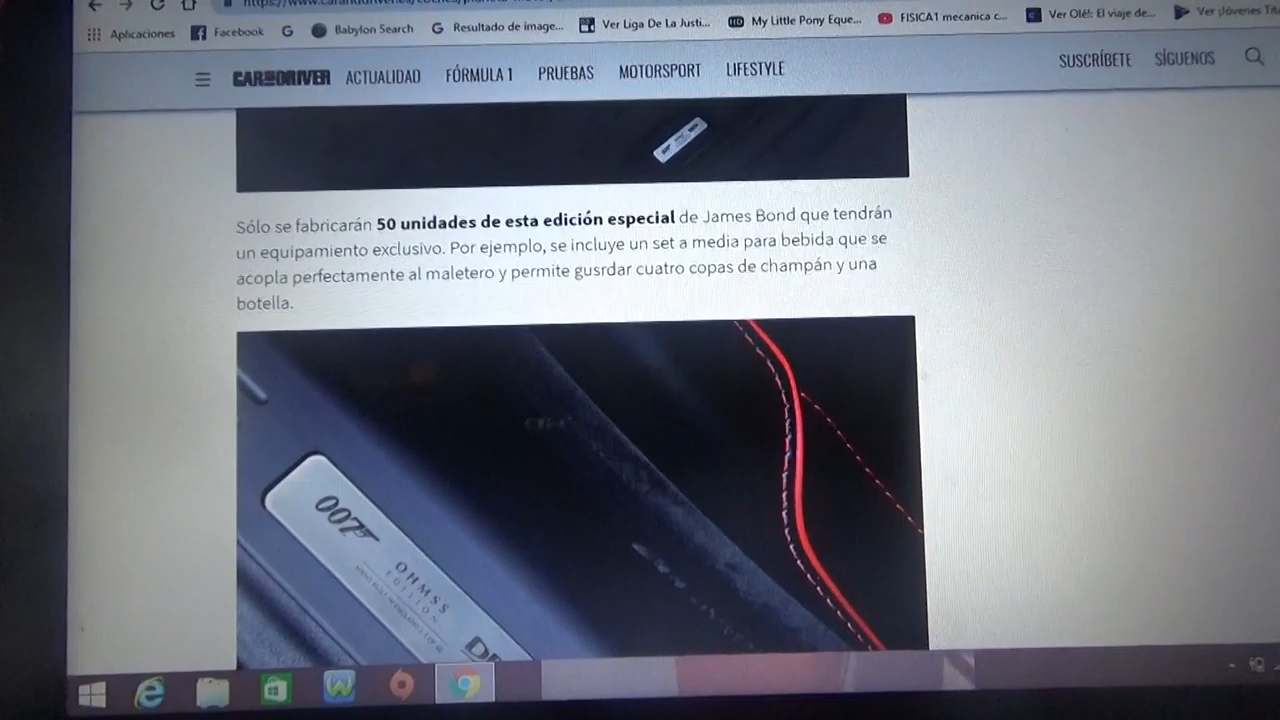 Aplicaciones Facebook G Babylon Search Resultado de image... Ver Liga De La Justi... My Little Pony Eque... FISICA1 mecanica c... Ver Olé!: El viaje de... Ver Jóvenes Tit
CAR AND DRIVER ACTUALIDAD FÓRMULA 1 PRUEBAS MOTORSPORT LIFESTYLE SUSCRÍBETE SÍGUENOS
Sólo se fabricarán 50 unidades de esta edición especial de James Bond que tendrán
un equipamiento exclusivo. Por ejemplo, se incluye un set a media para bebida que se
acopla perfectamente al maletero y permite gusrdar cuatro copas de champán y una
botella.
007
OHMSS
EDITION